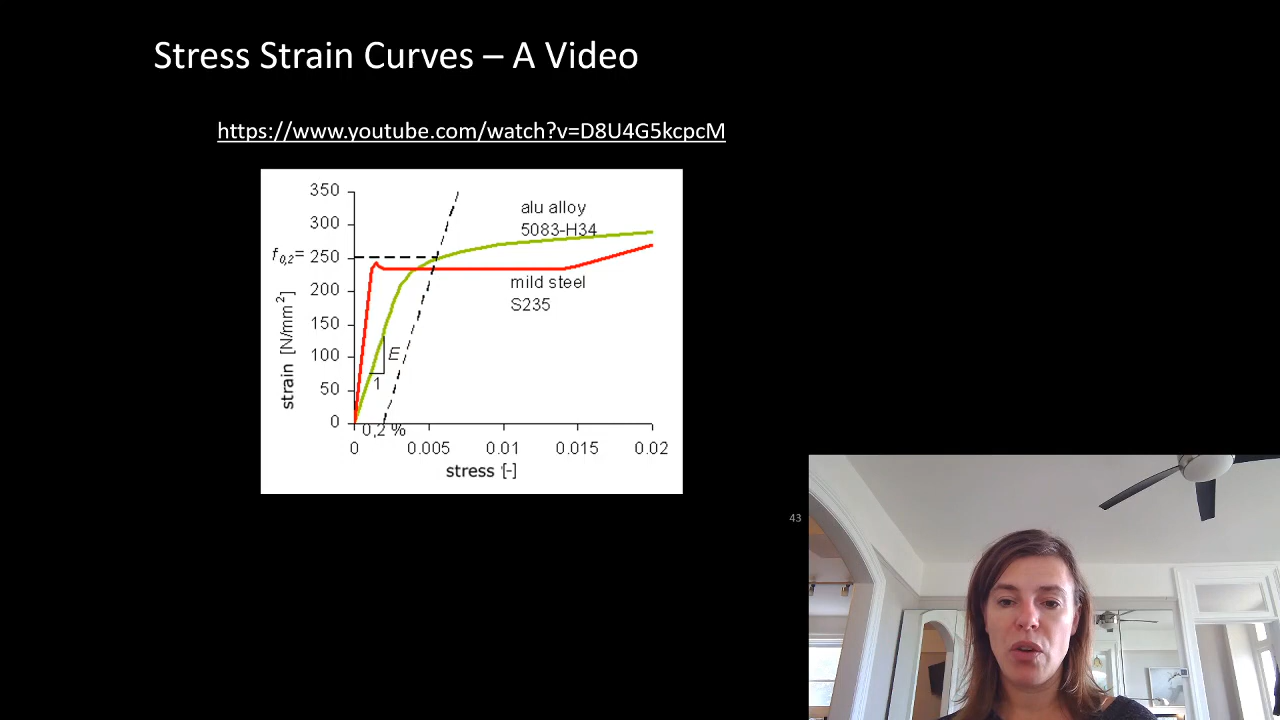 Stress Strain Curves – A Video
https://www.youtube.com/watch?v=D8U4G5kcpcM
350
300
f0,2= 250
200
150
100
50
0
strain [N/mm2]
alu alloy
5083-H34
mild steel
S235
E
1
0,2 %
0 0.005 0.01 0.015 0.02
stress [-]
43